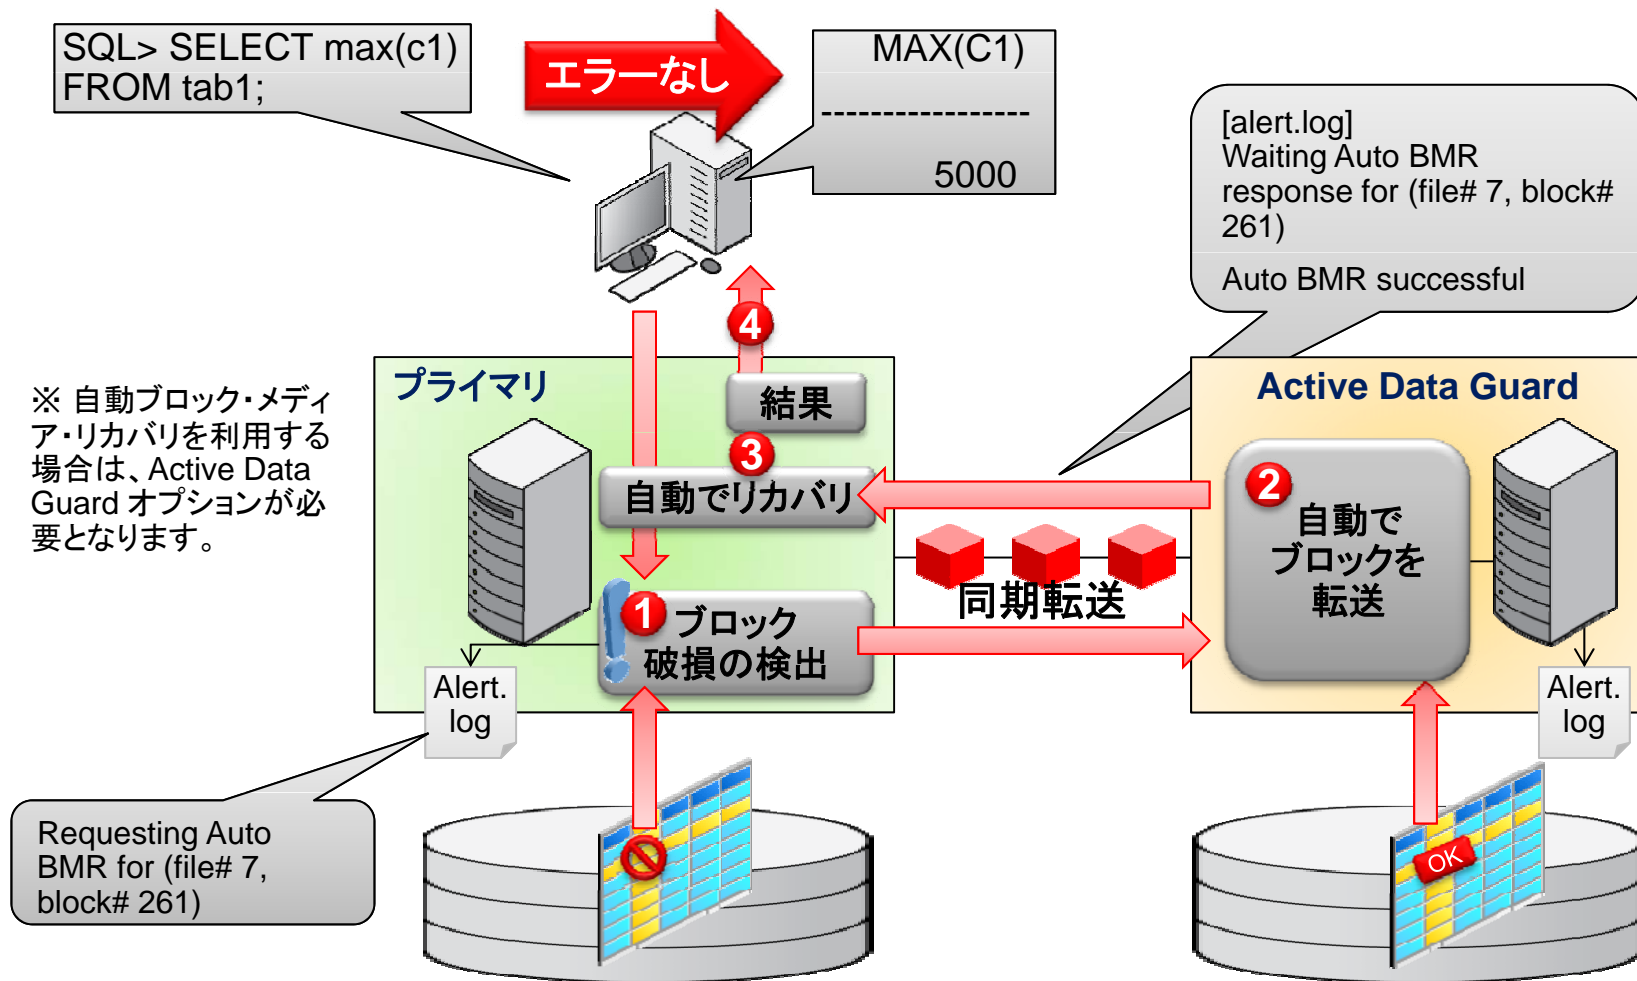 SQL> SELECT max(c1)
FROM tab1;
エラーなし
MAX(C1)
----------------
5000
[alert.log]
Waiting Auto BMR
response for (file# 7, block#
261)
Auto BMR successful
※ 自動ブロック・メディ
ア・リカバリを利用する
場合は、Active Data
Guard オプションが必
要となります。
プライマリ
4
結果
3
自動でリカバリ
1
ブロック
破損の検出
Alert.
log
同期転送
Active Data Guard
2
自動で
ブロックを
転送
Alert.
log
Requesting Auto
BMR for (file# 7,
block# 261)
OK